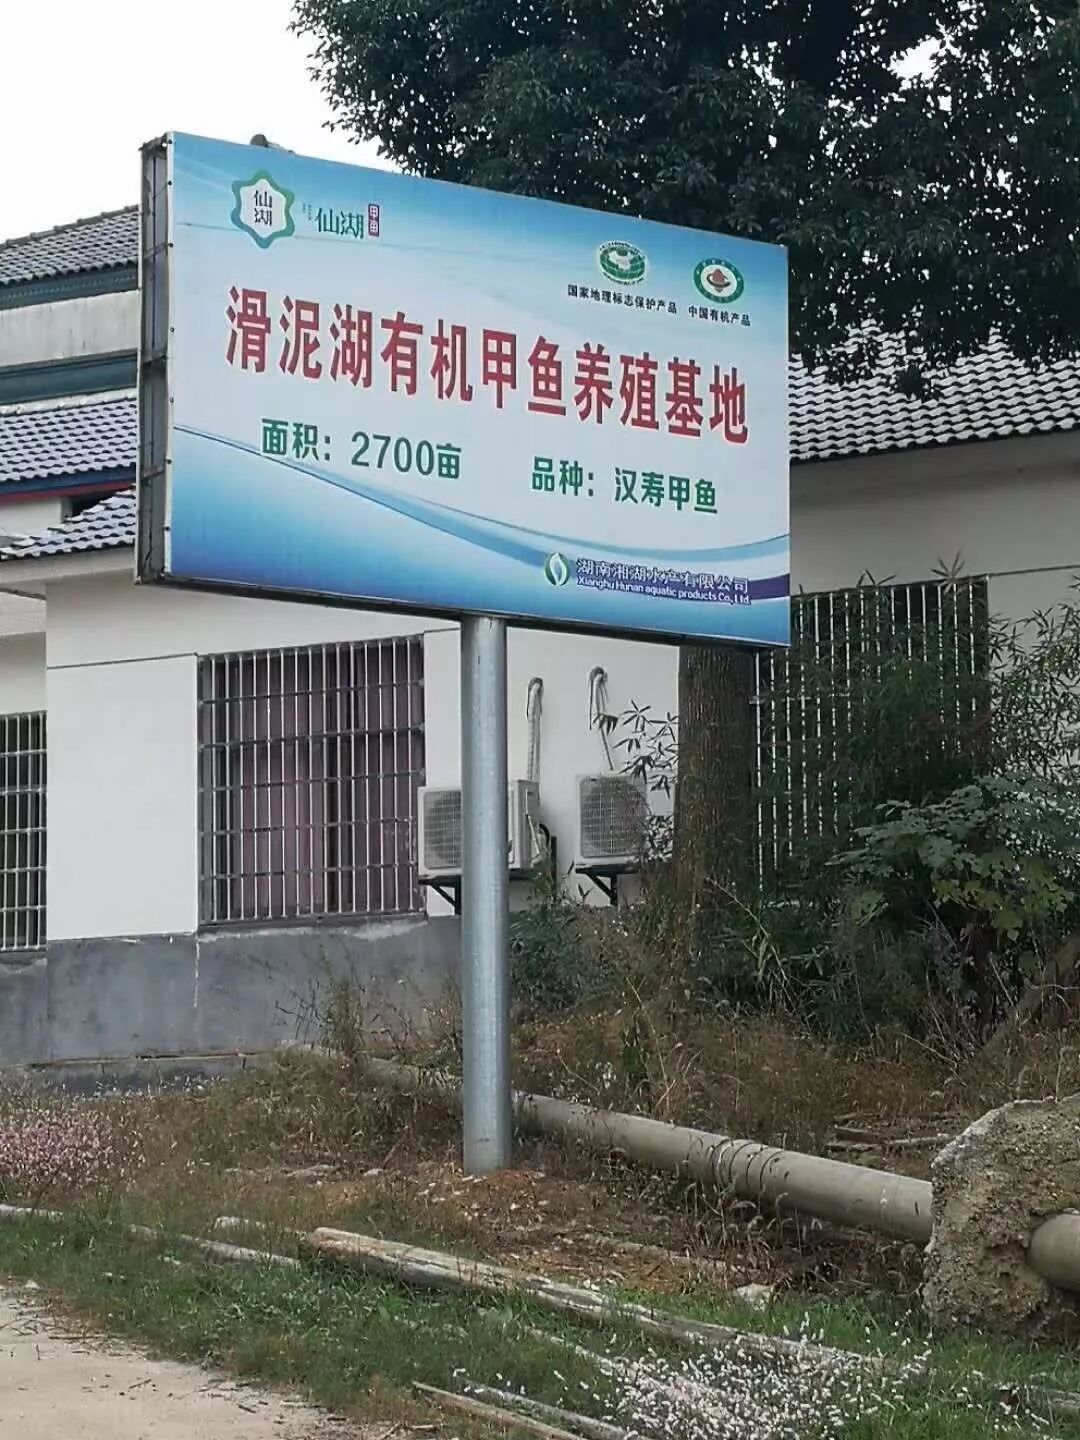 仙湖
仙湖
甲鱼
国家地理标志保护产品
中国有机产品
滑泥湖有机甲鱼养殖基地
面积：2700亩
品种：汉寿甲鱼
湖南湘湖水产有限公司
Xianghu Hunan aquatic products Co., Ltd.